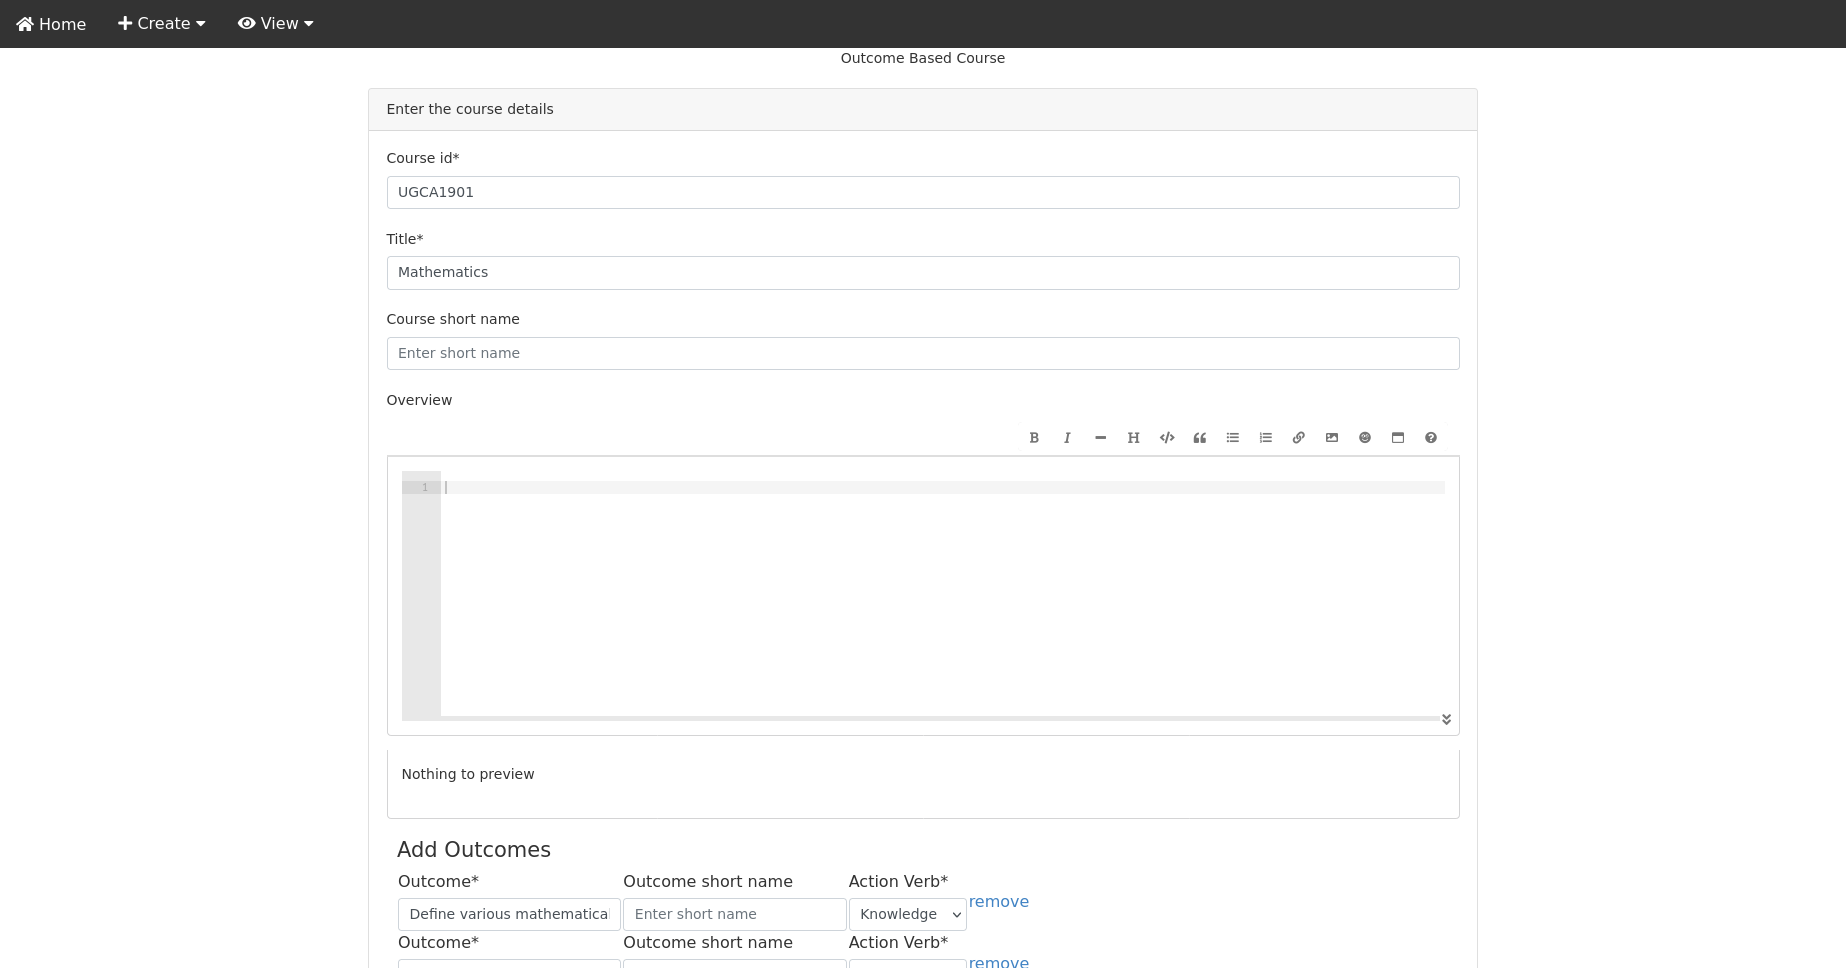 Home Create View
Outcome Based Course
Enter the course details
Course id*
UGCA1901
Title*
Mathematics
Course short name
Enter short name
Overview
B I H
1
Nothing to preview
Add Outcomes
Outcome* Outcome short name Action Verb*
Define various mathematica Enter short name Knowledge remove
Outcome* Outcome short name Action Verb*
remove